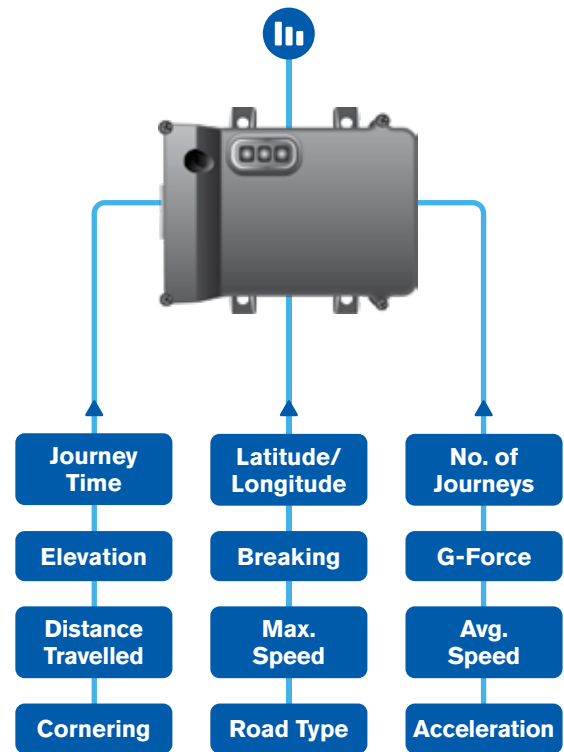 Journey
Time
Latitude/
Longitude
No. of
Journeys
Elevation
Breaking
G-Force
Distance
Travelled
Max.
Speed
Avg.
Speed
Cornering
Road Type
Acceleration